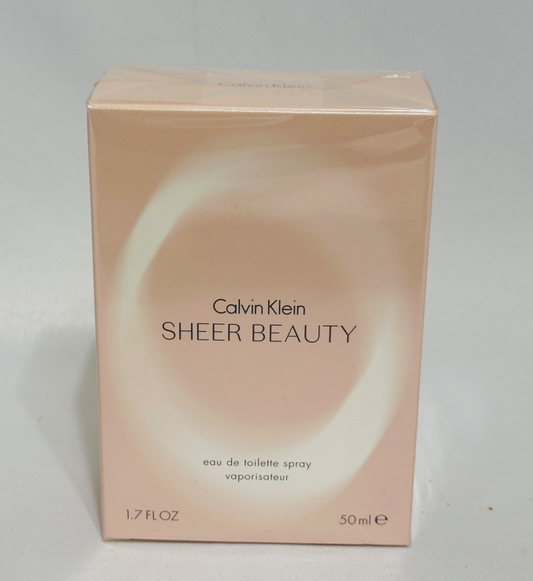 Calvin Klein
Calvin Klein
SHEER BEAUTY
eau de toilette spray
vaporisateur
1.7 FL OZ
50 ml ℮